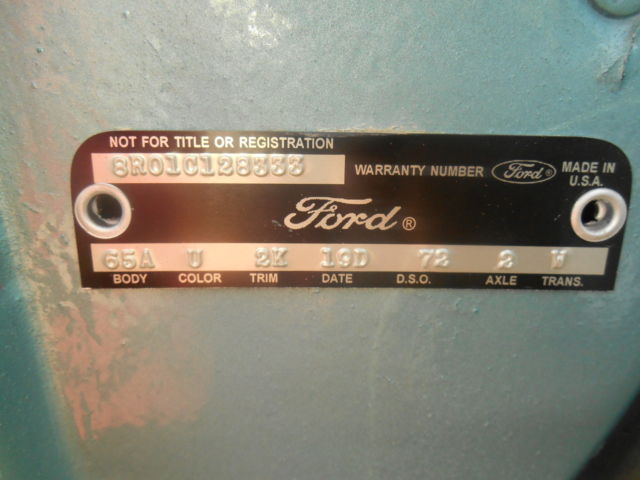 NOT FOR TITLE OR REGISTRATION
8R01C128333 WARRANTY NUMBER Ford® MADE IN U.S.A.
Ford®
65A U 2K 19D 72 2 W
BODY COLOR TRIM DATE D.S.O. AXLE TRANS.